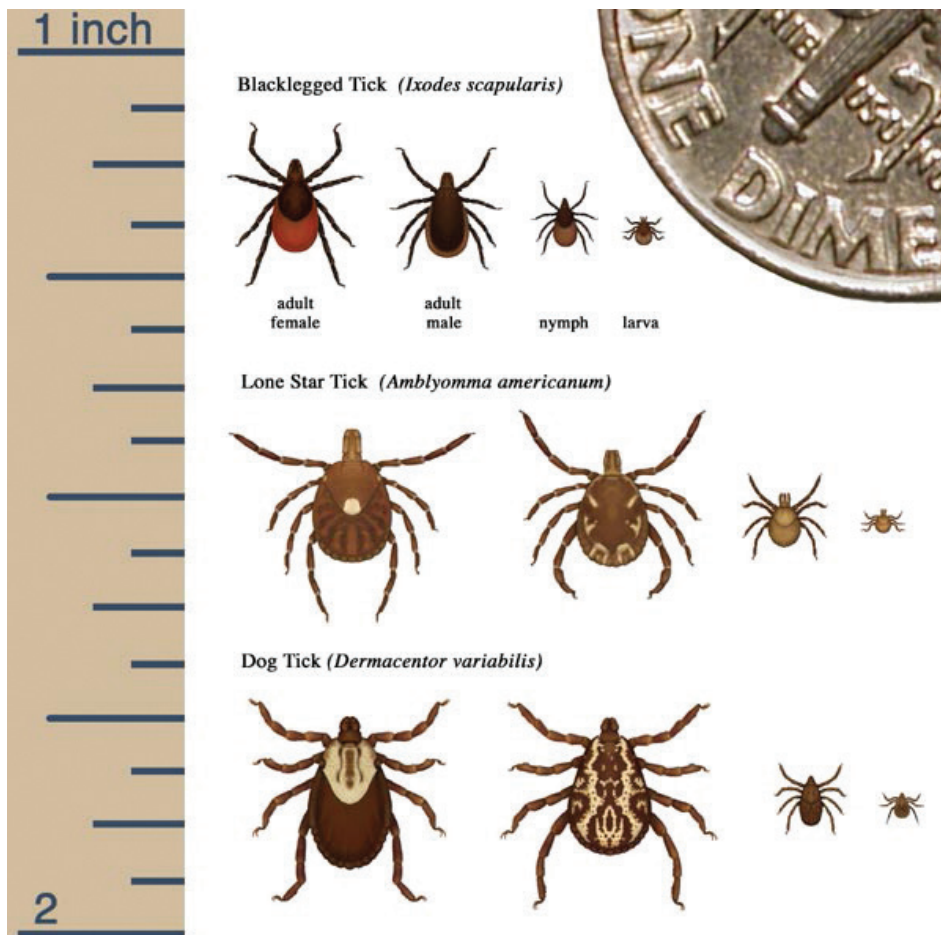 1 inch
Blacklegged Tick (Ixodes scapularis)
adult
female
adult
male
nymph
larva
Lone Star Tick (Amblyomma americanum)
Dog Tick (Dermacentor variabilis)
2
ONE DIME